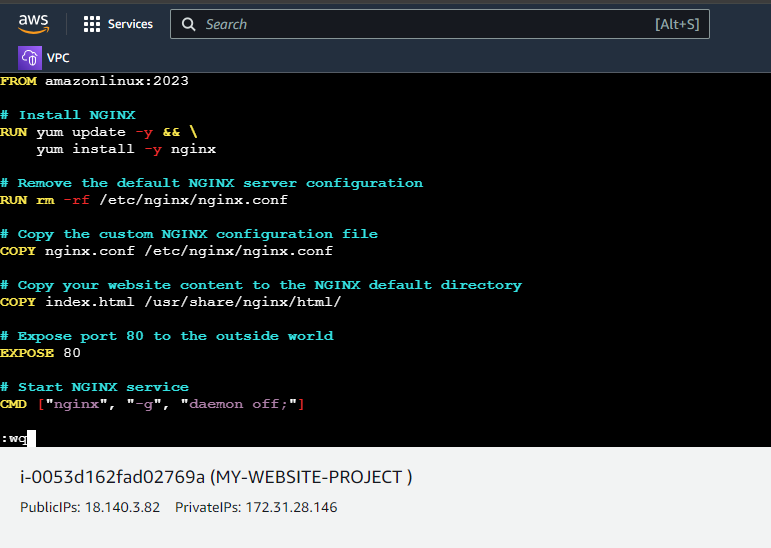 aws Services Search [Alt+S]
VPC
FROM amazonlinux:2023
# Install NGINX
RUN yum update -y && \
    yum install -y nginx
# Remove the default NGINX server configuration
RUN rm -rf /etc/nginx/nginx.conf
# Copy the custom NGINX configuration file
COPY nginx.conf /etc/nginx/nginx.conf
# Copy your website content to the NGINX default directory
COPY index.html /usr/share/nginx/html/
# Expose port 80 to the outside world
EXPOSE 80
# Start NGINX service
CMD ["nginx", "-g", "daemon off;"]
:wq
i-0053d162fad02769a (MY-WEBSITE-PROJECT )
PublicIPs: 18.140.3.82 PrivateIPs: 172.31.28.146